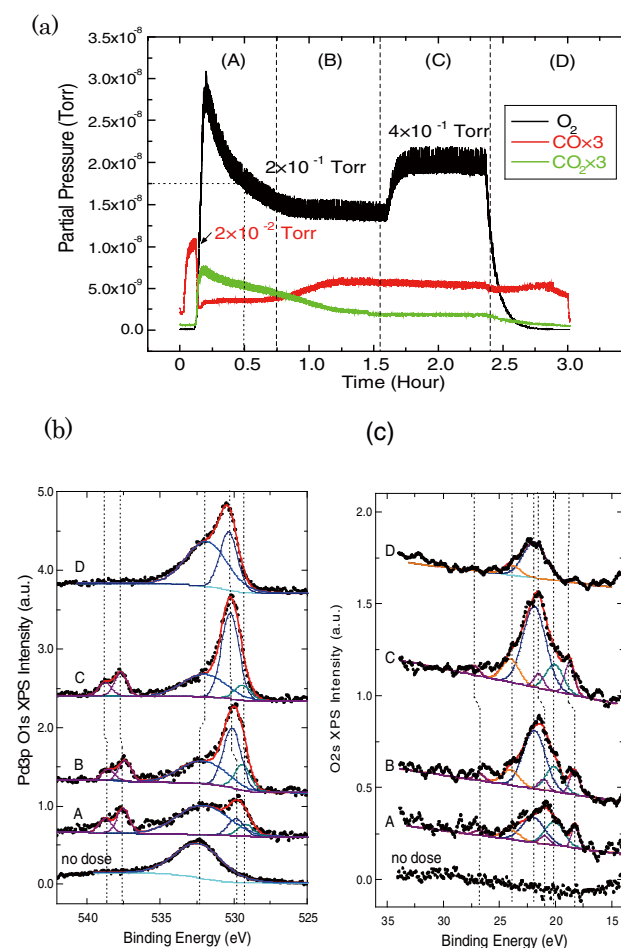 (a)
3.5x10⁻⁸
3.0x10⁻⁸
2.5x10⁻⁸
2.0x10⁻⁸
1.5x10⁻⁸
1.0x10⁻⁸
5.0x10⁻⁹
0.0
Partial Pressure (Torr)
(A) (B) (C) (D)
2×10⁻¹ Torr
4×10⁻¹ Torr
2×10⁻² Torr
O₂
CO×3
CO₂×3
0 0.5 1.0 1.5 2.0 2.5 3.0
Time (Hour)
(b)
5.0
4.0
3.0
2.0
1.0
0.0
Pd3p O1s XPS Intensity (a.u.)
D
C
B
A
no dose
540 535 530 525
Binding Energy (eV)
(c)
2.0
1.5
1.0
0.5
0.0
O2s XPS Intensity (a.u.)
D
C
B
A
no dose
35 30 25 20 15
Binding Energy (eV)